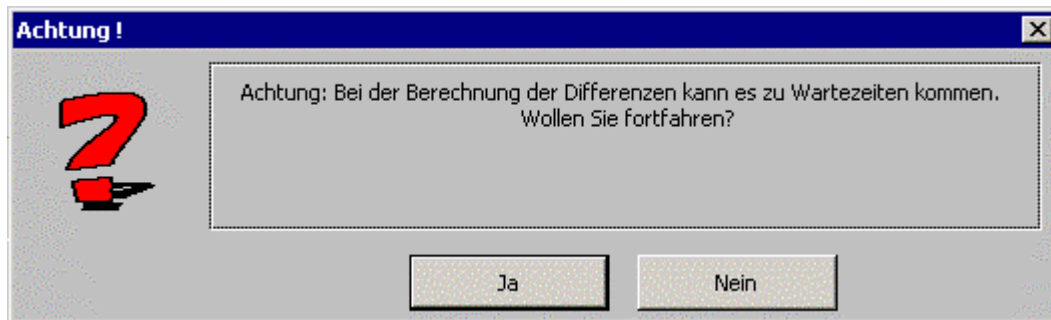 Achtung !
Achtung: Bei der Berechnung der Differenzen kann es zu Wartezeiten kommen.
Wollen Sie fortfahren?
Ja
Nein